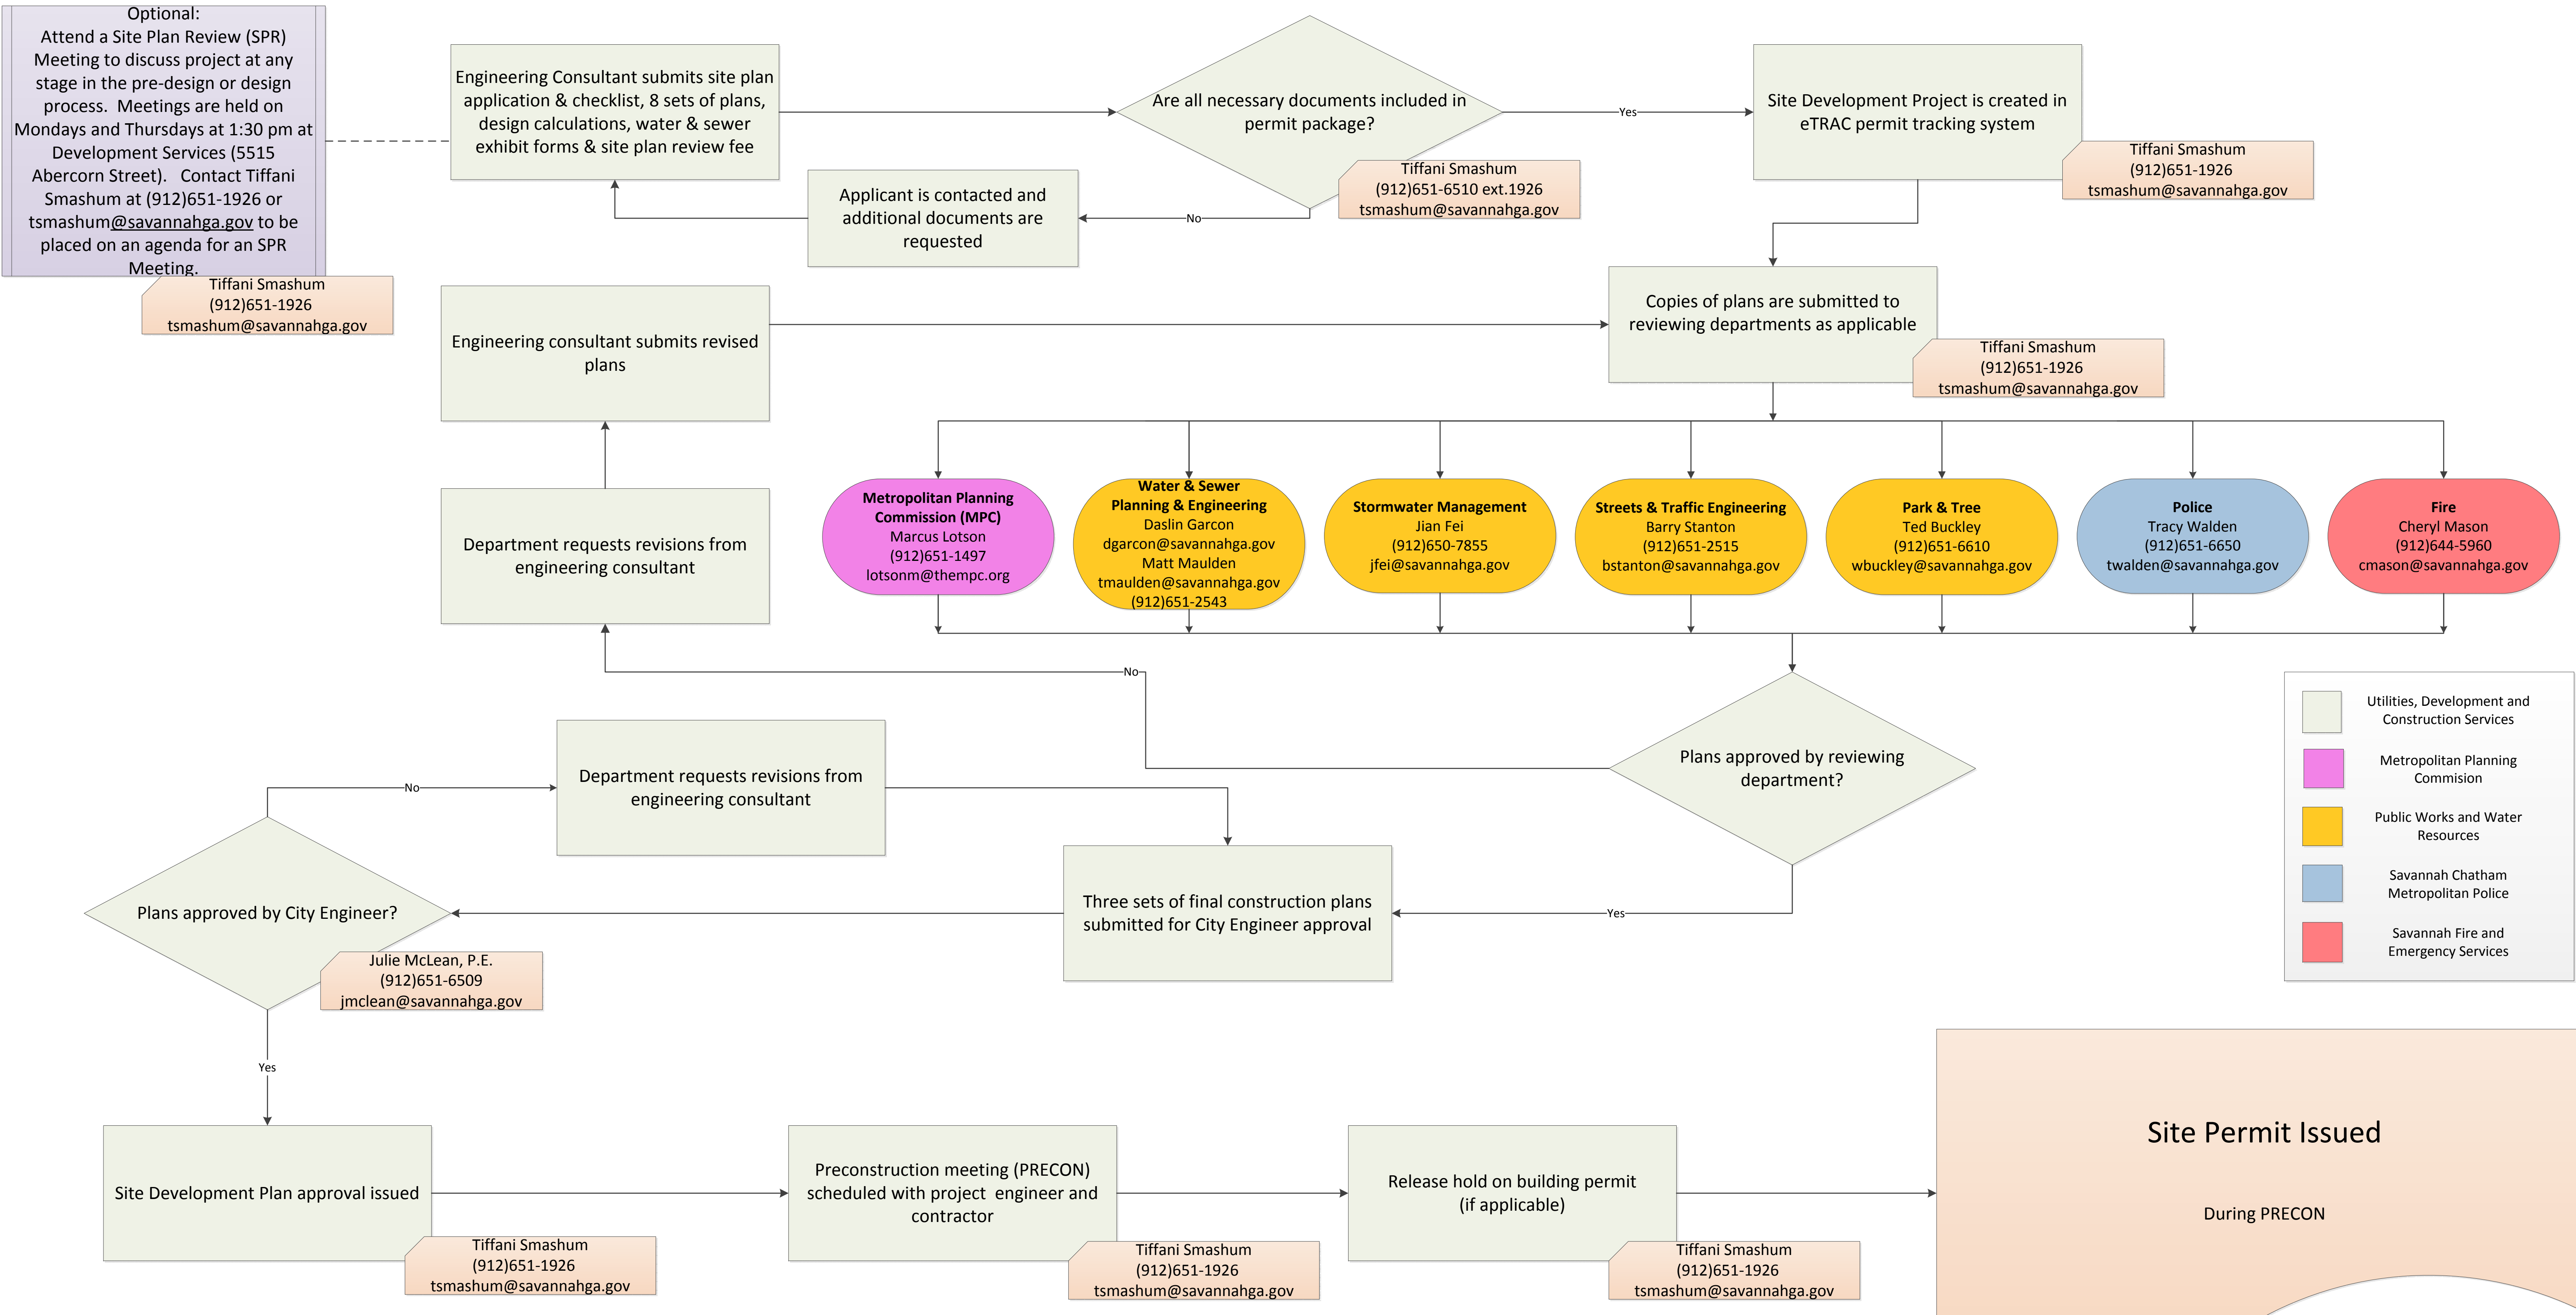 Optional:
Attend a Site Plan Review (SPR)
Meeting to discuss project at any
stage in the pre-design or design
process.  Meetings are held on
Mondays and Thursdays at 1:30 pm at
Development Services (5515
Abercorn Street).   Contact Tiffani
Smashum at (912)651-1926 or
tsmashum@savannahga.gov to be
placed on an agenda for an SPR
Meeting.
Tiffani Smashum
(912)651-1926
tsmashum@savannahga.gov
Engineering Consultant submits site plan
application & checklist, 8 sets of plans,
design calculations, water & sewer
exhibit forms & site plan review fee
Are all necessary documents included in
permit package?
Tiffani Smashum
(912)651-6510 ext.1926
tsmashum@savannahga.gov
Yes
No
Applicant is contacted and
additional documents are
requested
Site Development Project is created in
eTRAC permit tracking system
Tiffani Smashum
(912)651-1926
tsmashum@savannahga.gov
Copies of plans are submitted to
reviewing departments as applicable
Tiffani Smashum
(912)651-1926
tsmashum@savannahga.gov
Engineering consultant submits revised
plans
Department requests revisions from
engineering consultant
Metropolitan Planning
Commission (MPC)
Marcus Lotson
(912)651-1497
lotsonm@thempc.org
Water & Sewer
Planning & Engineering
Daslin Garcon
dgarcon@savannahga.gov
Matt Maulden
tmaulden@savannahga.gov
(912)651-2543
Stormwater Management
Jian Fei
(912)650-7855
jfei@savannahga.gov
Streets & Traffic Engineering
Barry Stanton
(912)651-2515
bstanton@savannahga.gov
Park & Tree
Ted Buckley
(912)651-6610
wbuckley@savannahga.gov
Police
Tracy Walden
(912)651-6650
twalden@savannahga.gov
Fire
Cheryl Mason
(912)644-5960
cmason@savannahga.gov
No
Plans approved by reviewing
department?
Yes
Utilities, Development and
Construction Services
Metropolitan Planning
Commision
Public Works and Water
Resources
Savannah Chatham
Metropolitan Police
Savannah Fire and
Emergency Services
Department requests revisions from
engineering consultant
No
Three sets of final construction plans
submitted for City Engineer approval
Plans approved by City Engineer?
Julie McLean, P.E.
(912)651-6509
jmclean@savannahga.gov
Yes
Site Development Plan approval issued
Tiffani Smashum
(912)651-1926
tsmashum@savannahga.gov
Preconstruction meeting (PRECON)
scheduled with project  engineer and
contractor
Tiffani Smashum
(912)651-1926
tsmashum@savannahga.gov
Release hold on building permit
(if applicable)
Tiffani Smashum
(912)651-1926
tsmashum@savannahga.gov
Site Permit Issued
During PRECON